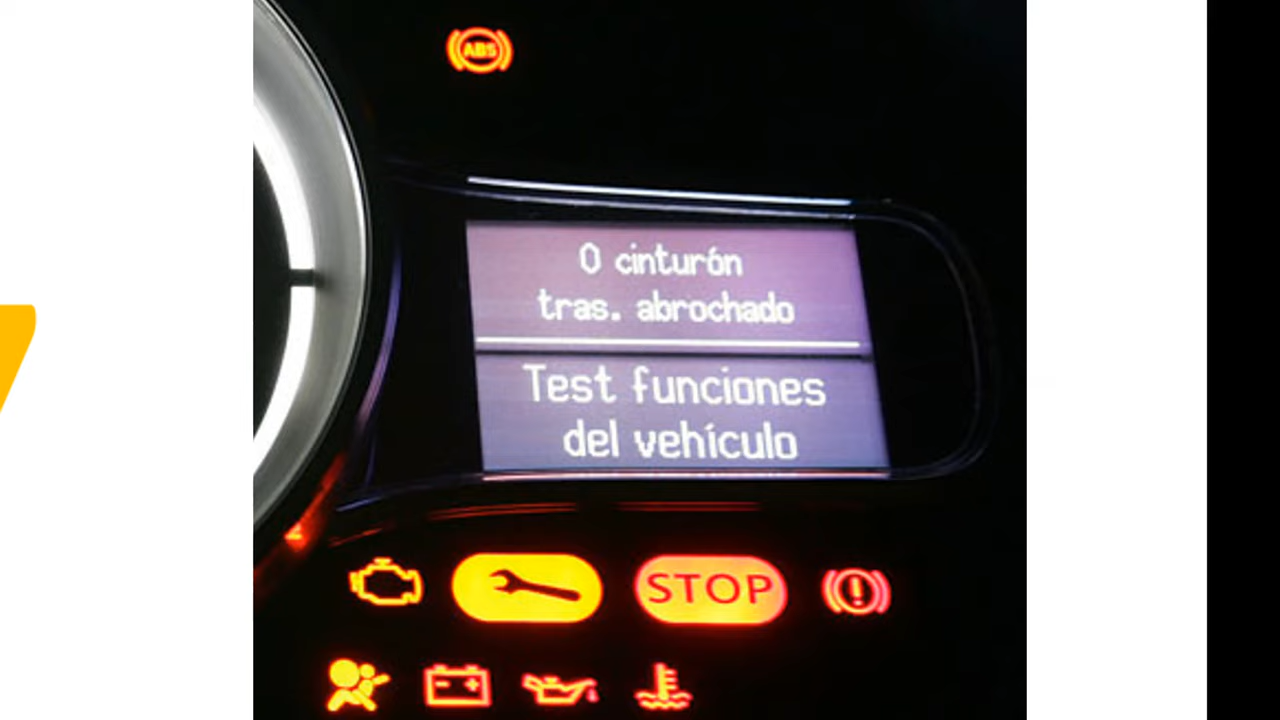 ABS
0 cinturón
tras. abrochado
Test funciones
del vehículo
STOP